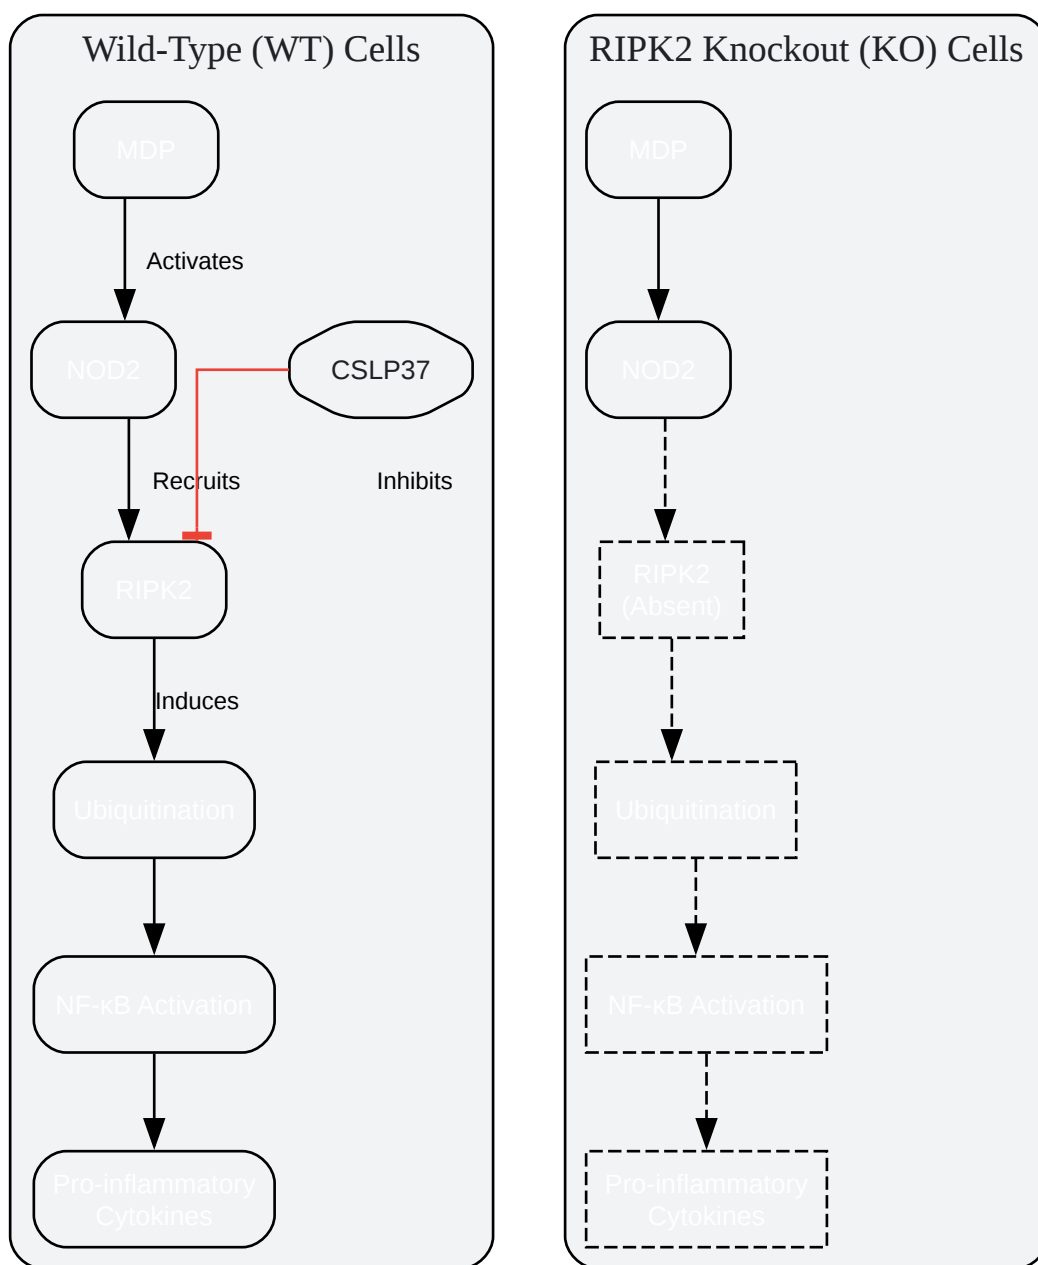 Wild-Type (WT) Cells
MDP
Activates
NOD2
CSLP37
Recruits
Inhibits
RIPK2
Induces
Ubiquitination
NF-κB Activation
Pro-inflammatory
Cytokines
RIPK2 Knockout (KO) Cells
MDP
NOD2
RIPK2
(Absent)
Ubiquitination
NF-κB Activation
Pro-inflammatory
Cytokines